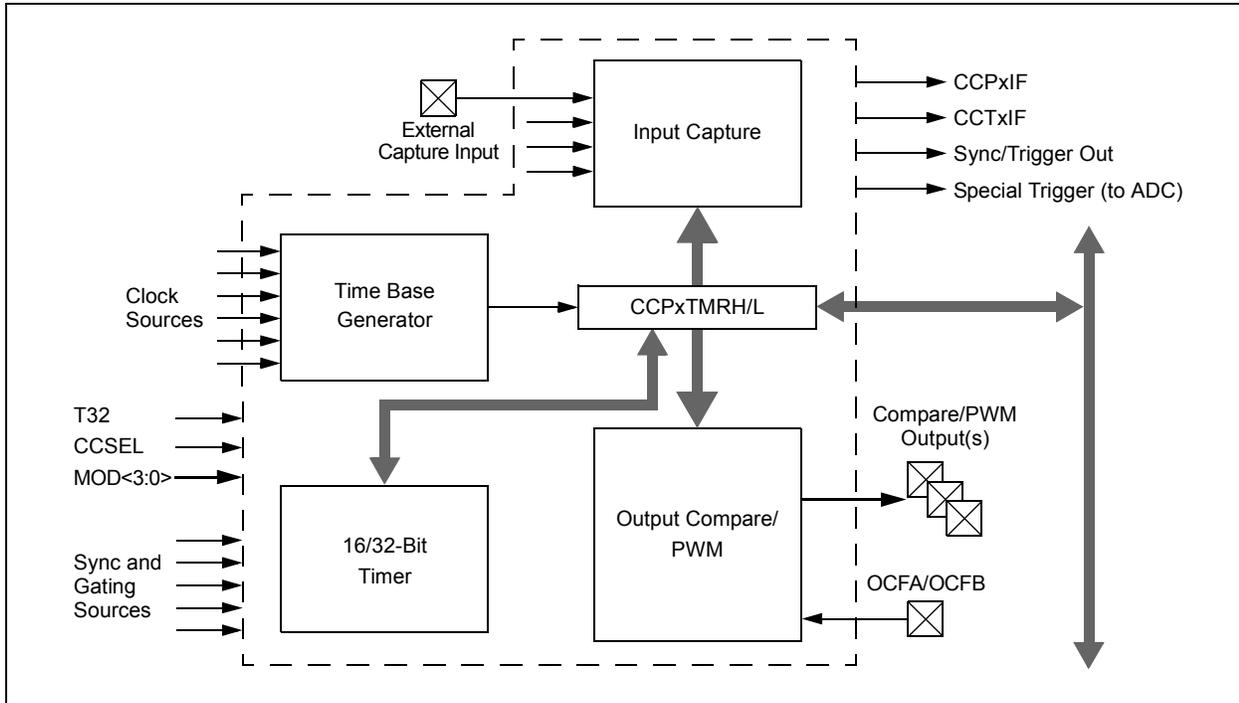 External
Capture Input
Input Capture
CCPxIF
CCTxIF
Sync/Trigger Out
Special Trigger (to ADC)
Clock
Sources
Time Base
Generator
CCPxTMRH/L
T32
CCSEL
MOD<3:0>
Compare/PWM
Output(s)
Sync and
Gating
Sources
16/32-Bit
Timer
Output Compare/
PWM
OCFA/OCFB